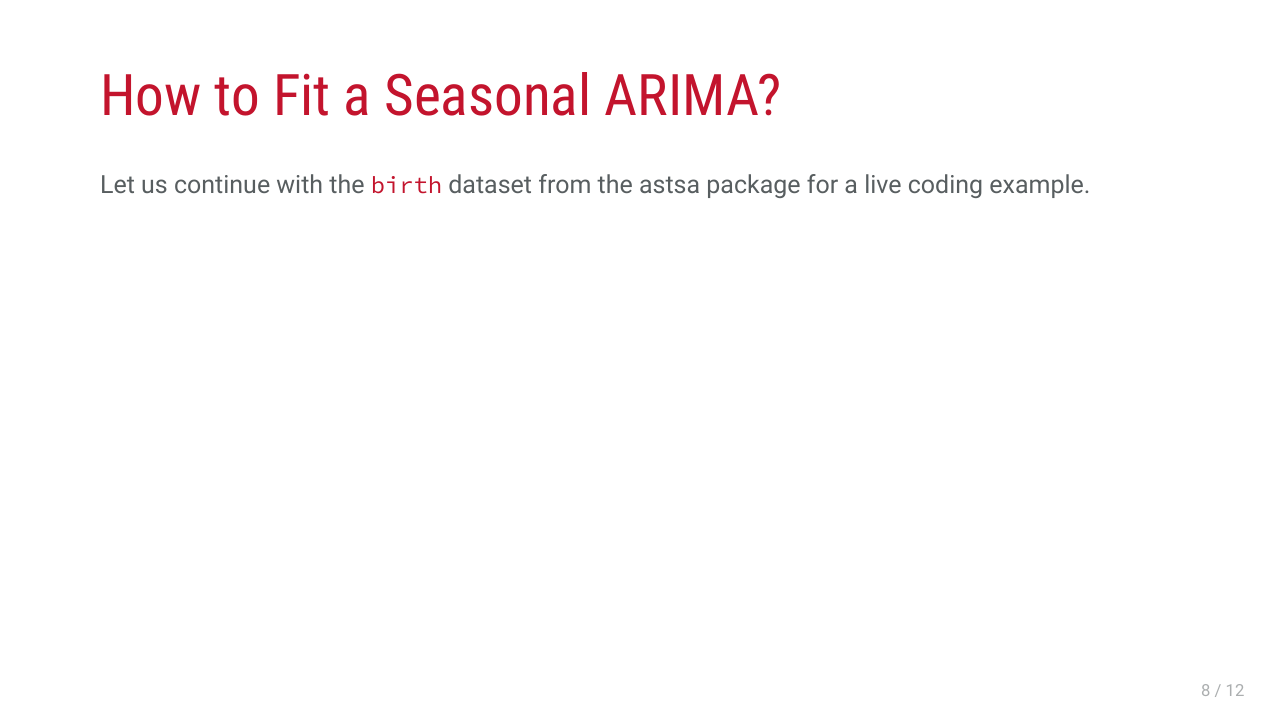 How to Fit a Seasonal ARIMA?
Let us continue with the birth dataset from the astsa package for a live coding example.
8 / 12